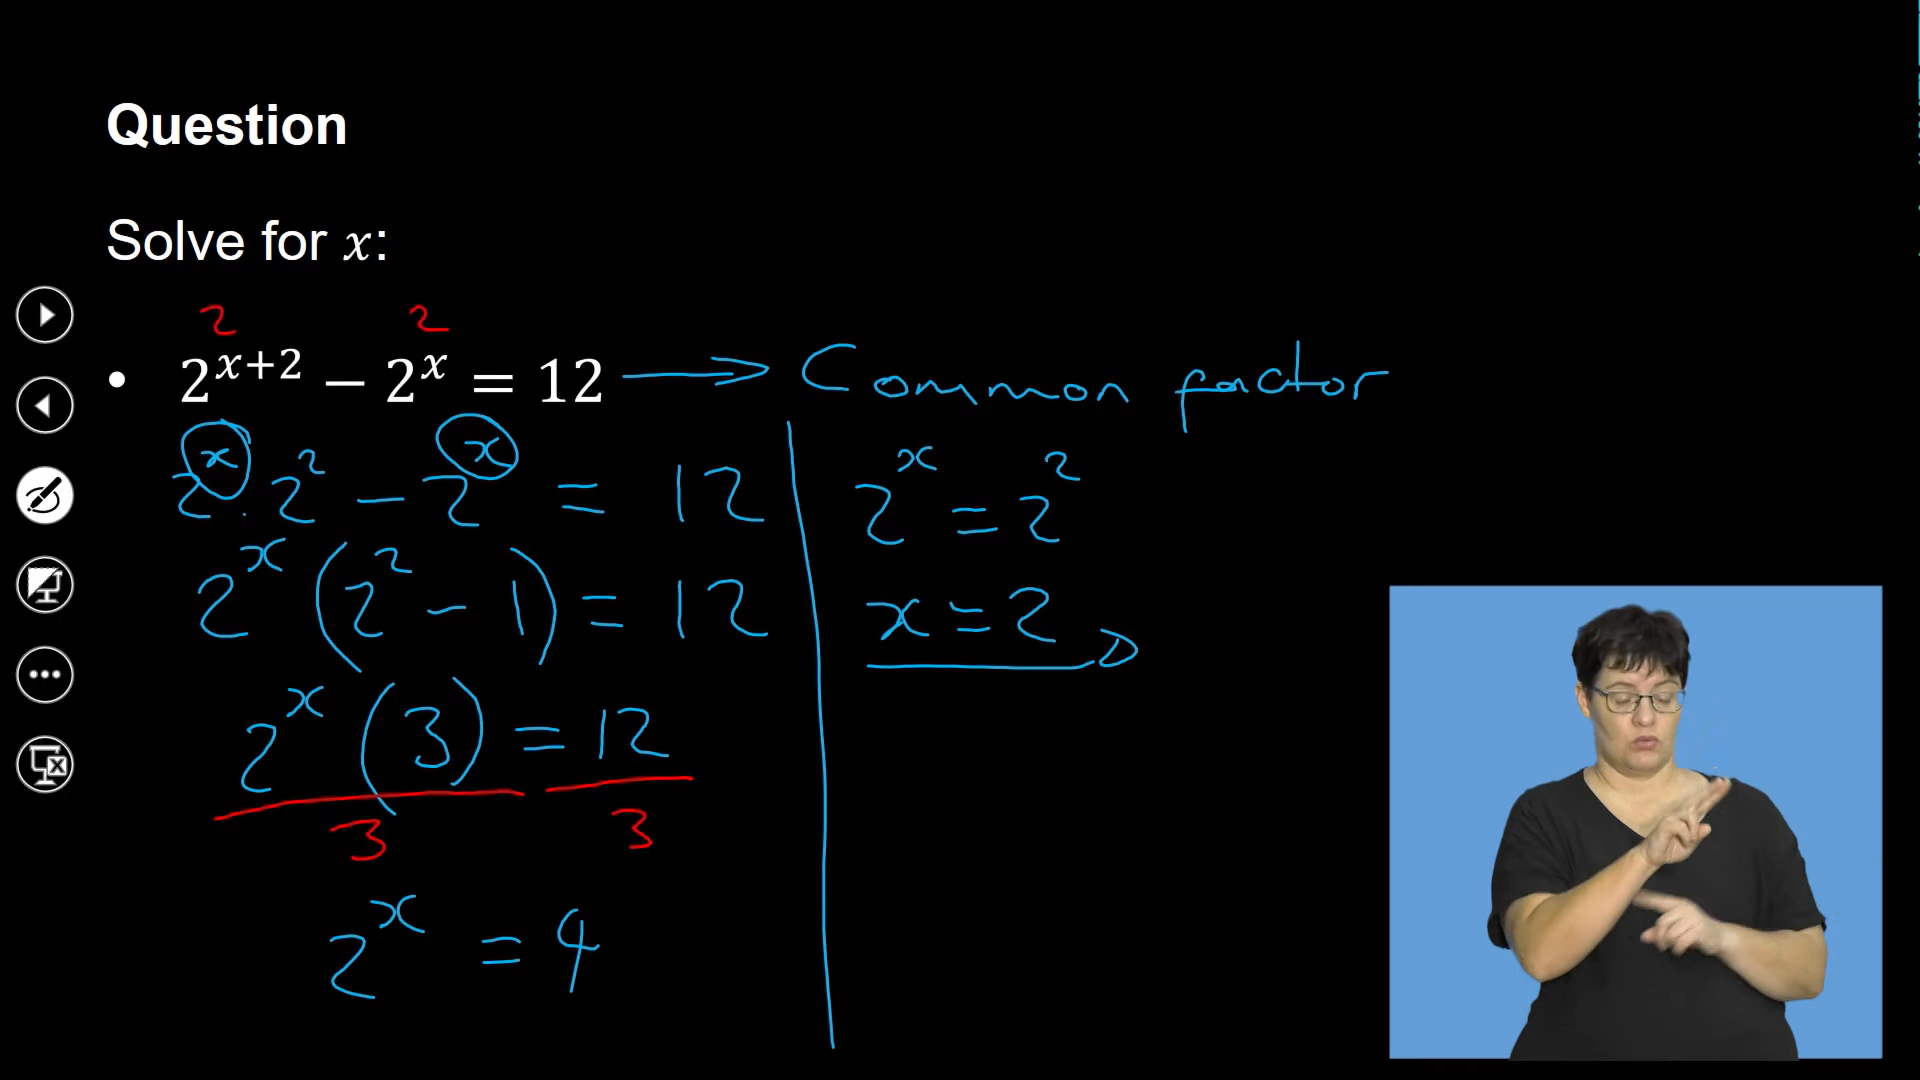 Question
Solve for x:
2 2
• 2^{x+2} − 2^x = 12 → Common factor
2^x . 2^2 − 2^x = 12
2^x (2^2 − 1) = 12
2^x (3) = 12
3 3
2^x = 4
2^x = 2^2
x = 2